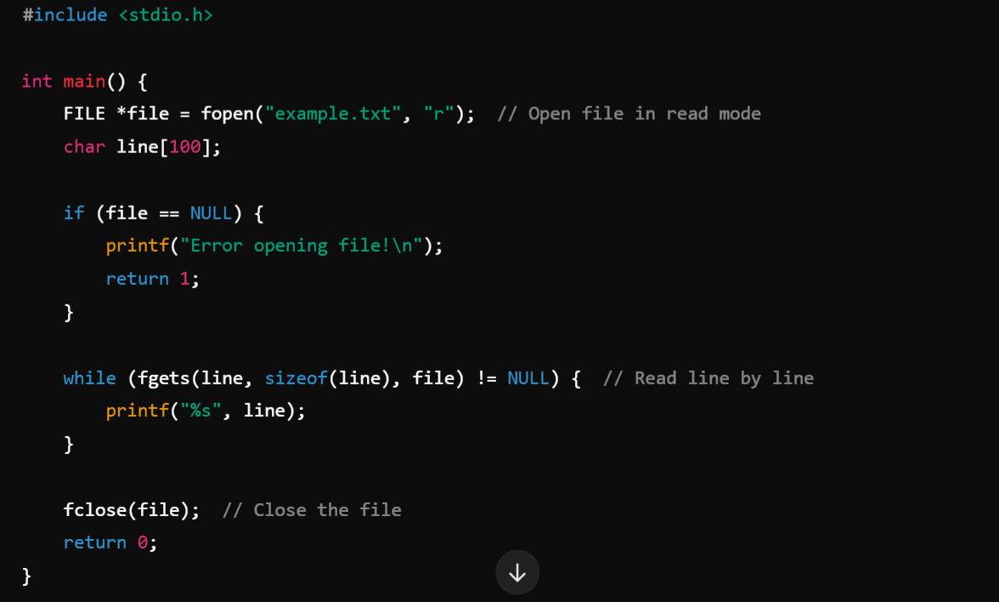 #include <stdio.h>
int main() {
    FILE *file = fopen("example.txt", "r");  // Open file in read mode
    char line[100];
    if (file == NULL) {
        printf("Error opening file!\n");
        return 1;
    }
    while (fgets(line, sizeof(line), file) != NULL) {  // Read line by line
        printf("%s", line);
    }
    fclose(file);  // Close the file
    return 0;
}